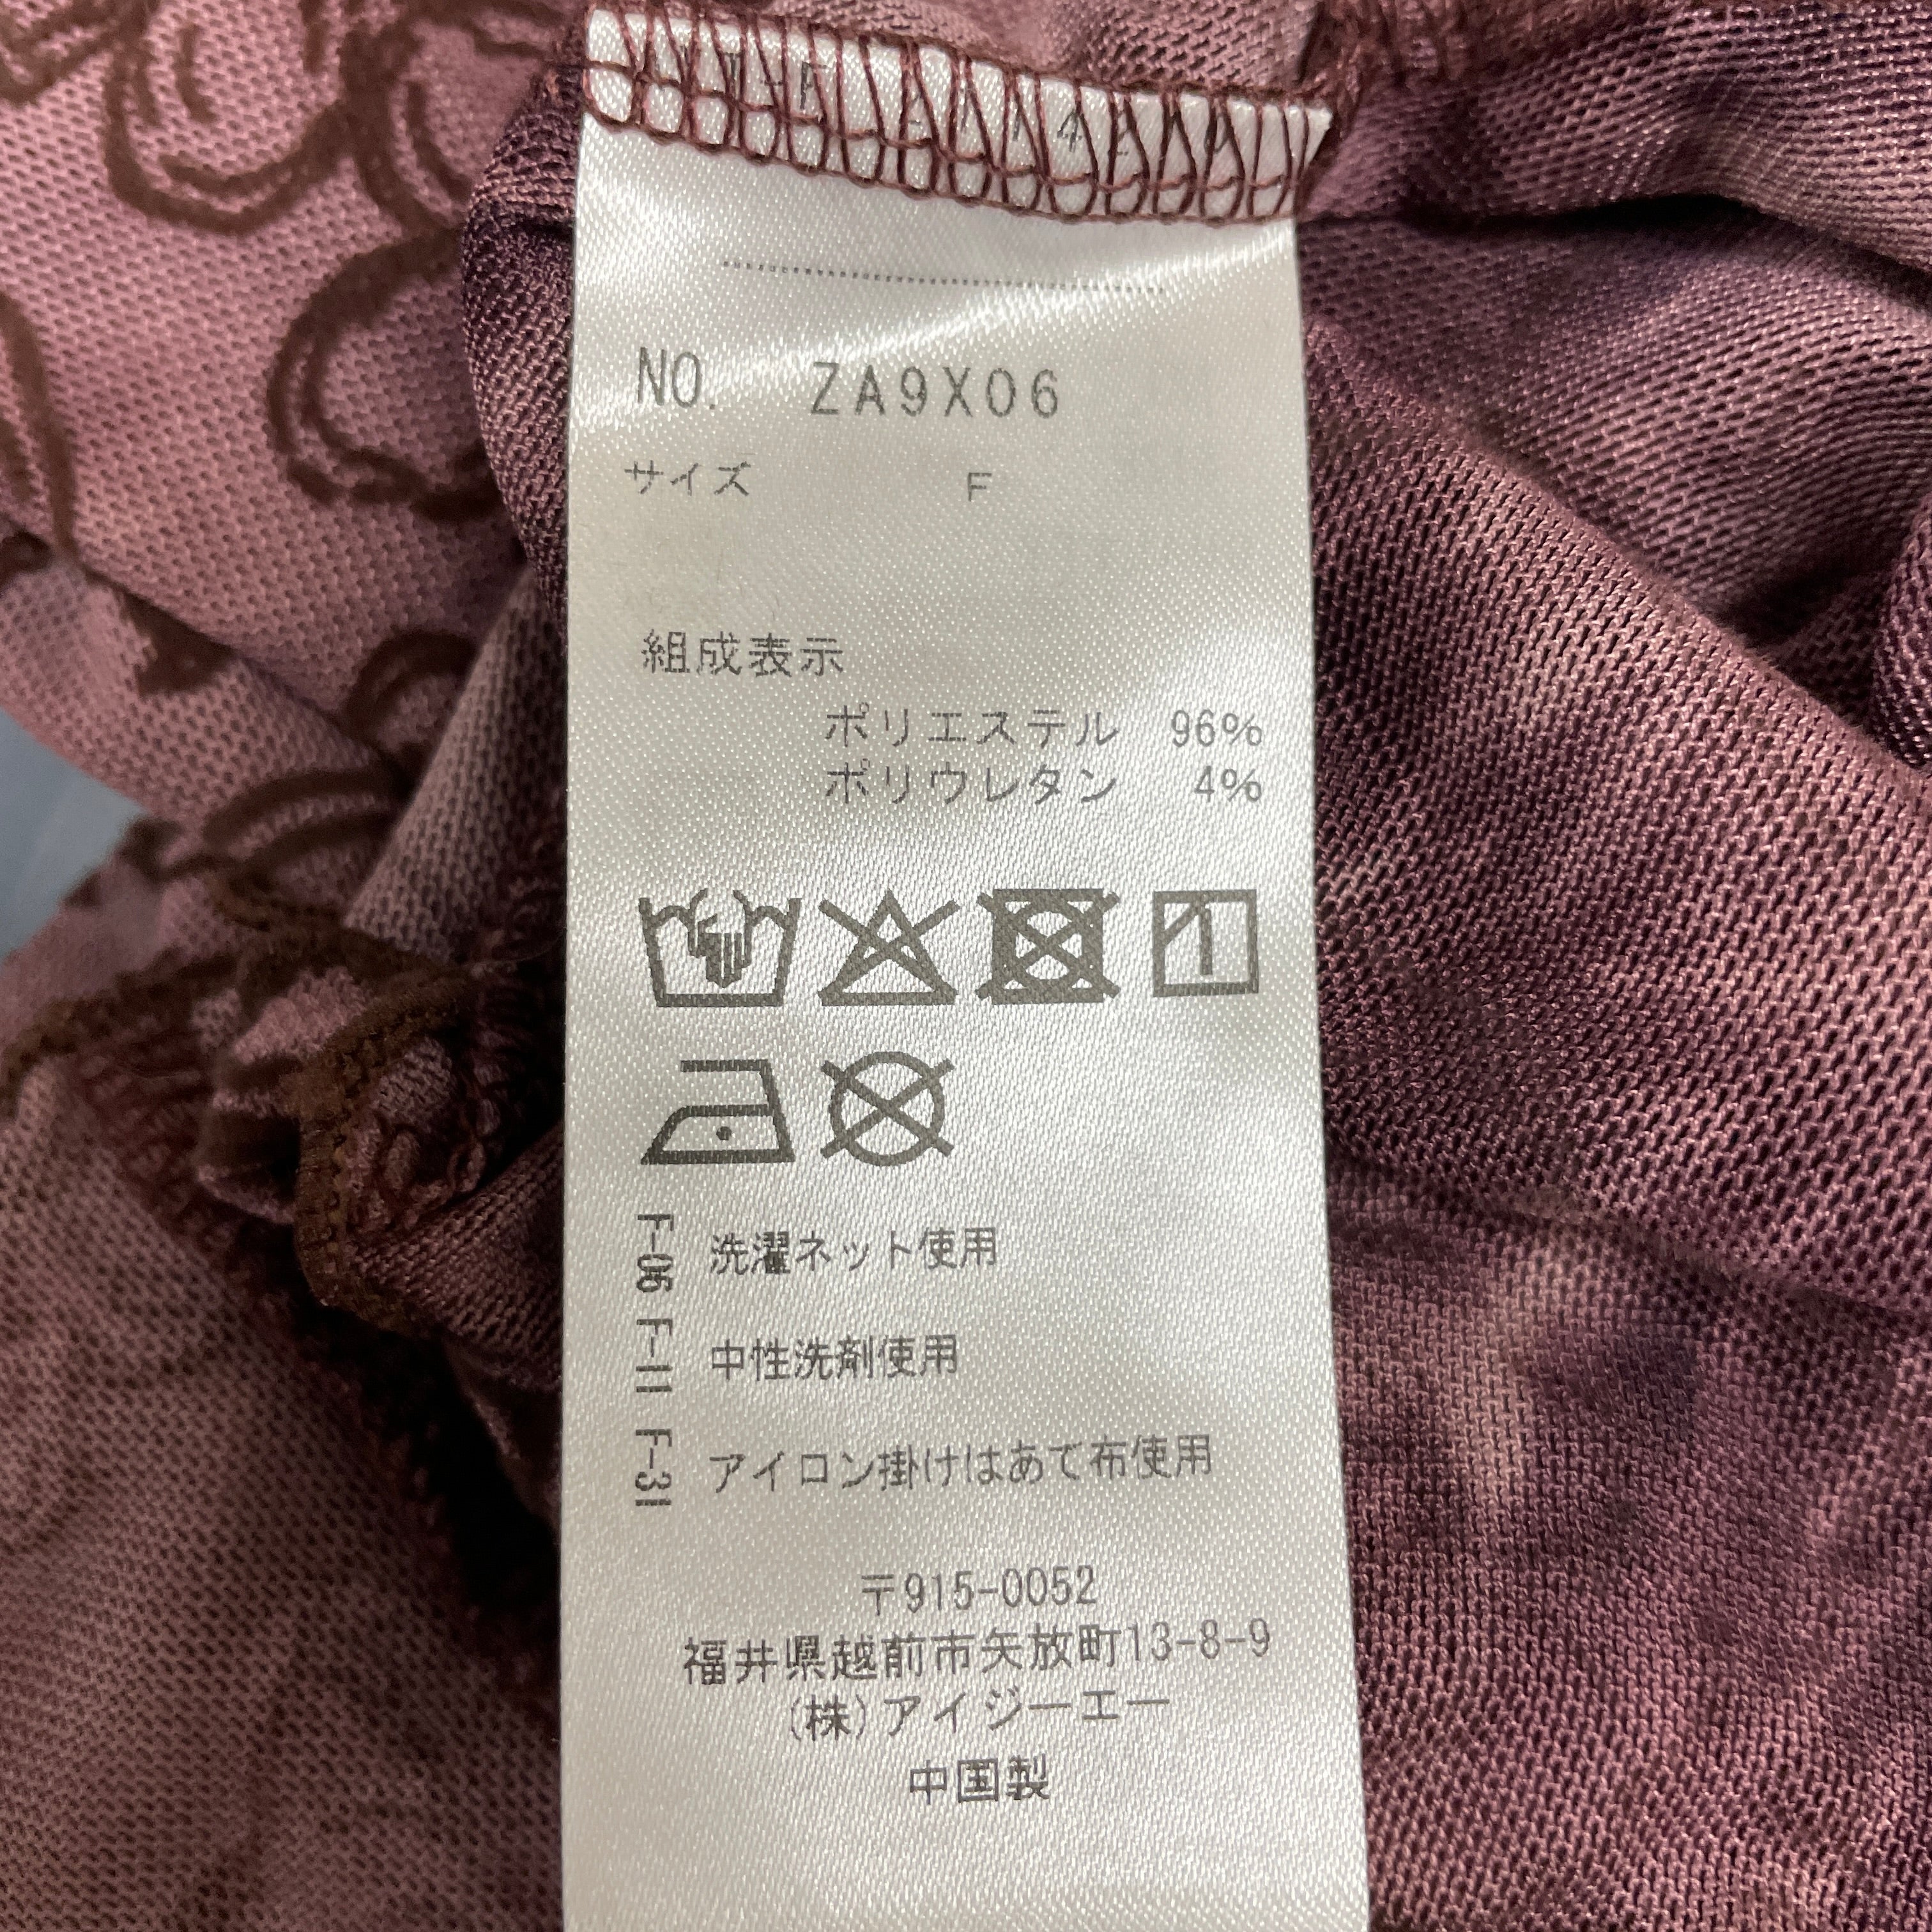 NO. ZA9X06
サイズ F
組成表示
ポリエステル 96%
ポリウレタン 4%
F-06 洗濯ネット使用
F-11 中性洗剤使用
F-31 アイロン掛けはあて布使用
〒915-0052
福井県越前市矢放町13-8-9
(株)アイジーエー
中国製